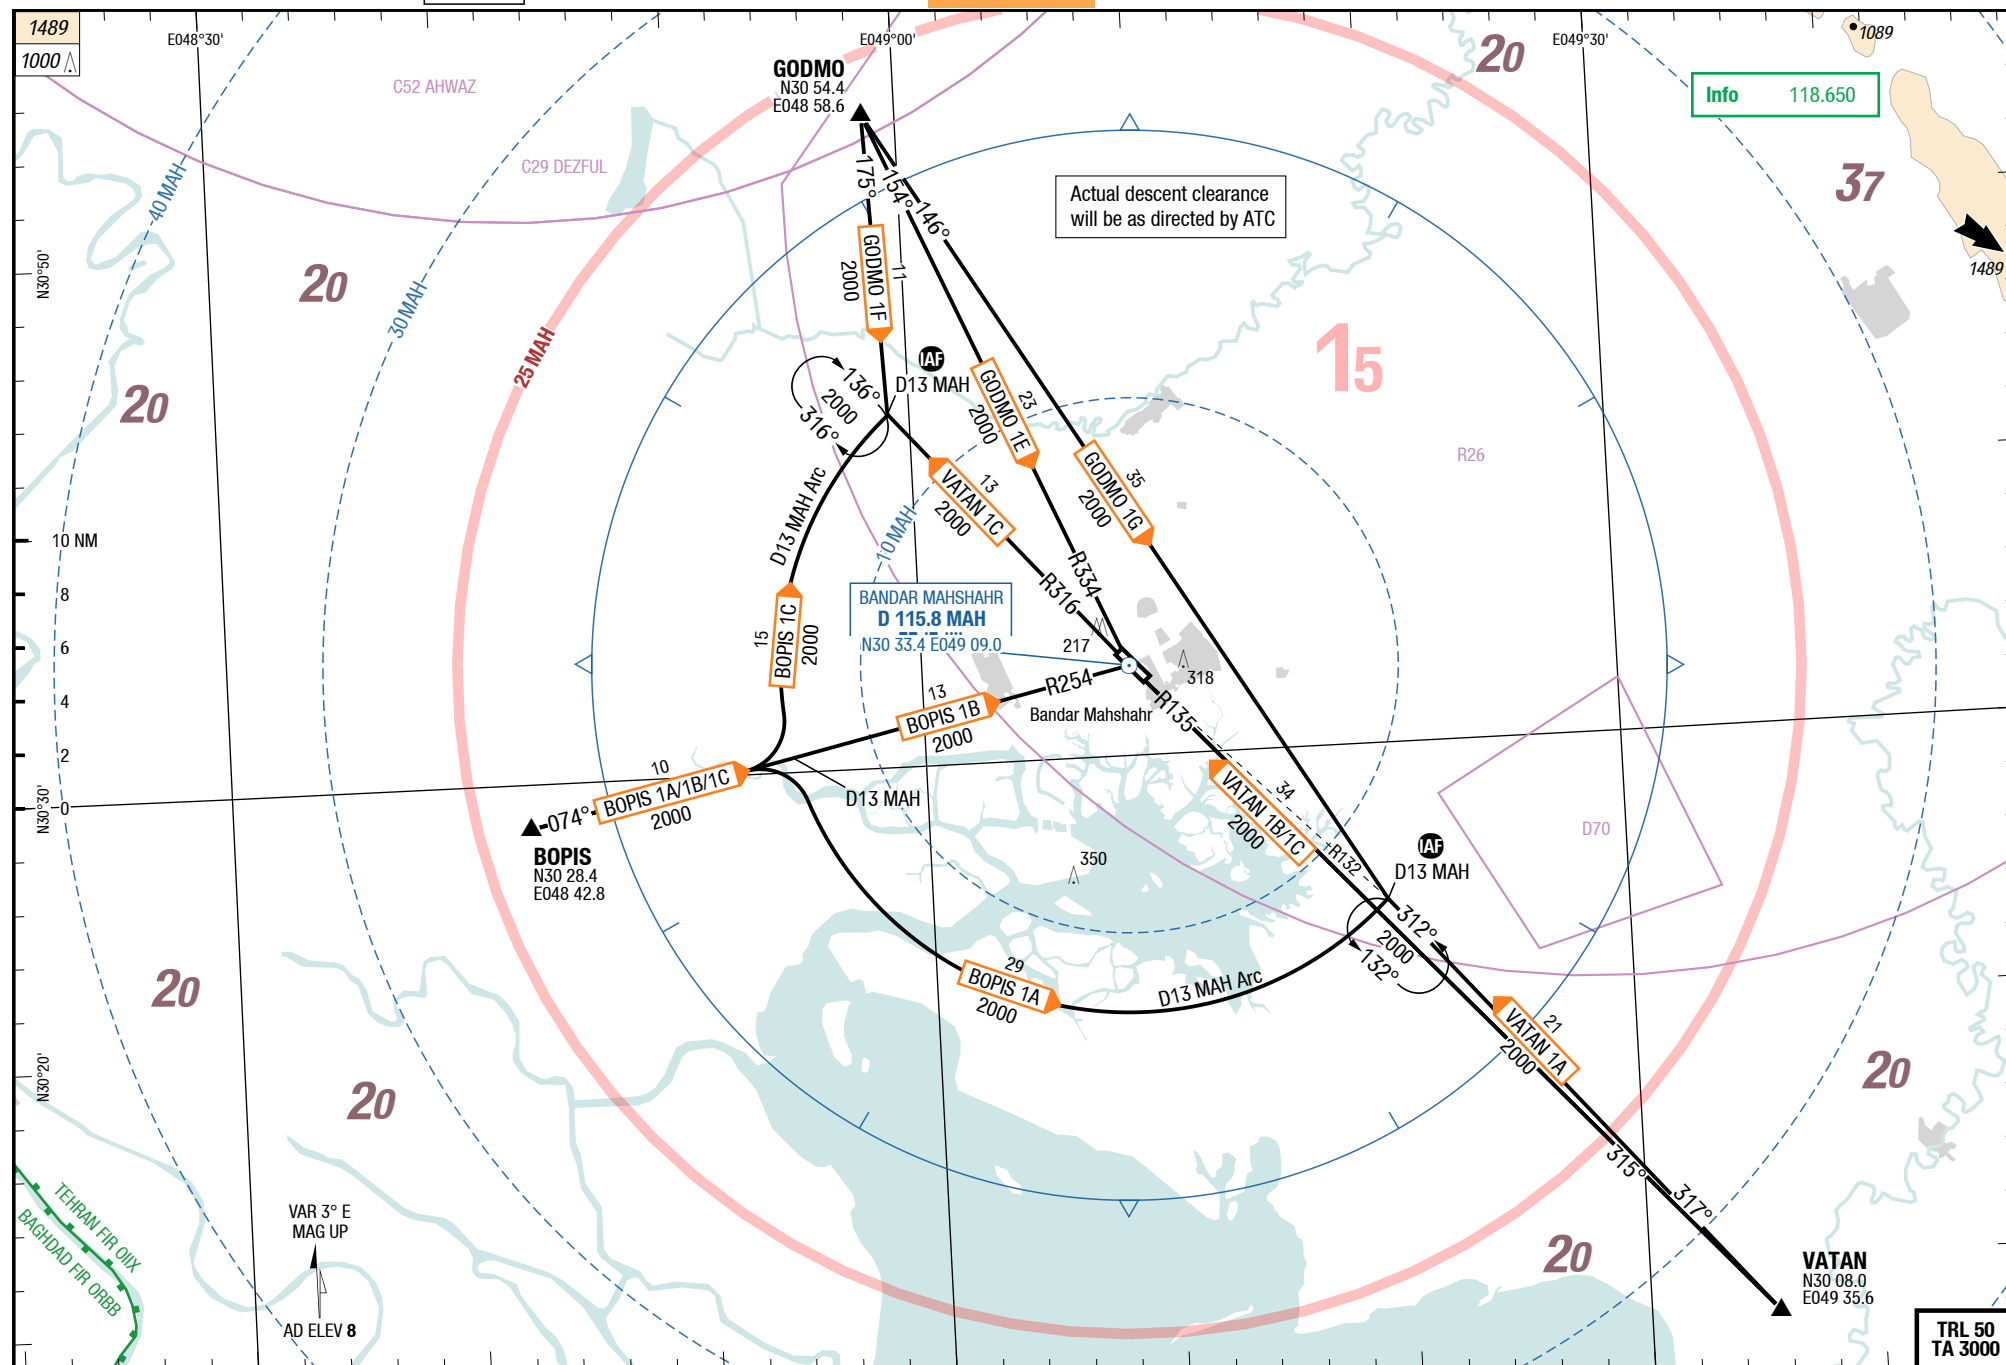 1489
1000
E048°30'
E049°00'
E049°30'
1089
C52 AHWAZ
GODMO
N30 54.4
E048 58.6
20
Info 118.650
C29 DEZFUL
40 MAH
175°
154°
146°
Actual descent clearance
will be as directed by ATC
37
1489
N30°50'
20
30 MAH
GODMO 1F
2000
11
25 MAH
15
IAF
D13 MAH
136°
2000
316°
20
GODMO 1E
2000
23
R26
GODMO 1G
2000
35
D13 MAH Arc
VATAN 1C
2000
13
10 MAH
10 NM
8
6
4
2
0
N30°30'
R334
R316
BANDAR MAHSHAHR
D 115.8 MAH
N30 33.4 E049 09.0
217
318
15
BOPIS 1C
2000
R254
13
BOPIS 1B
2000
Bandar Mahshahr
R135
10
BOPIS 1A/1B/1C
2000
D13 MAH
074°
BOPIS
N30 28.4
E048 42.8
34
VATAN 1B/1C
2000
R132
D70
350
IAF
D13 MAH
312°
2000
132°
29
BOPIS 1A
2000
D13 MAH Arc
20
21
VATAN 1A
2000
N30°20'
20
20
315°
317°
TEHRAN FIR OIIX
BAGHDAD FIR ORBB
VAR 3° E
MAG UP
AD ELEV 8
20
VATAN
N30 08.0
E049 35.6
TRL 50
TA 3000